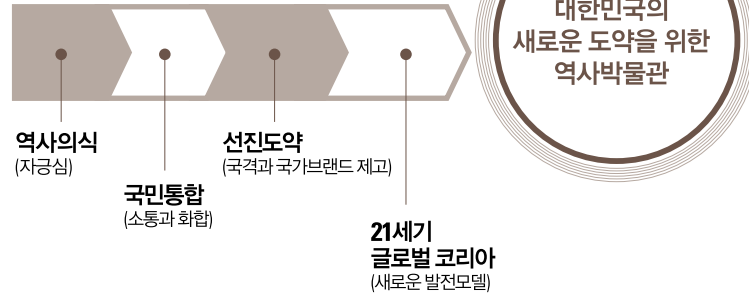 대한민국의
새로운 도약을 위한
역사박물관
역사의식
(자긍심)
국민통합
(소통과 화합)
선진도약
(국격과 국가브랜드 제고)
21세기
글로벌 코리아
(새로운 발전모델)